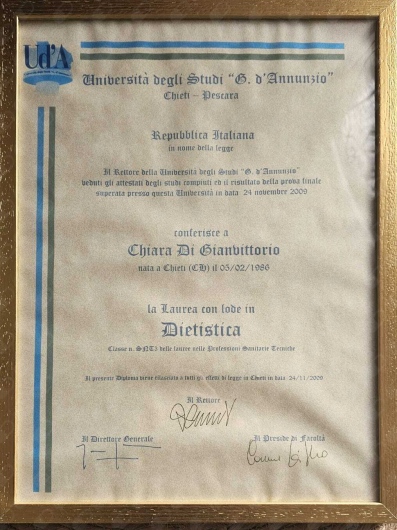 Ud'A
Università degli Studi "G. d'Annunzio"
Chieti - Pescara
Repubblica Italiana
in nome della legge
Il Rettore della Università degli Studi "G. d'Annunzio"
veduti gli attestati degli studi compiuti ed il risultato della prova finale
superata presso questa Università in data 24 novembre 2009
conferisce a
Chiara Di Gianvittorio
nata a Chieti (CH) il 05/02/1986
la Laurea con lode in
Dietistica
Classe n. SNT3 delle lauree nelle Professioni Sanitarie Tecniche
Il presente Diploma viene rilasciato a tutti gli effetti di legge in Chieti in data 24/11/2009
Il Rettore
Il Direttore Generale
Il Preside di Facoltà